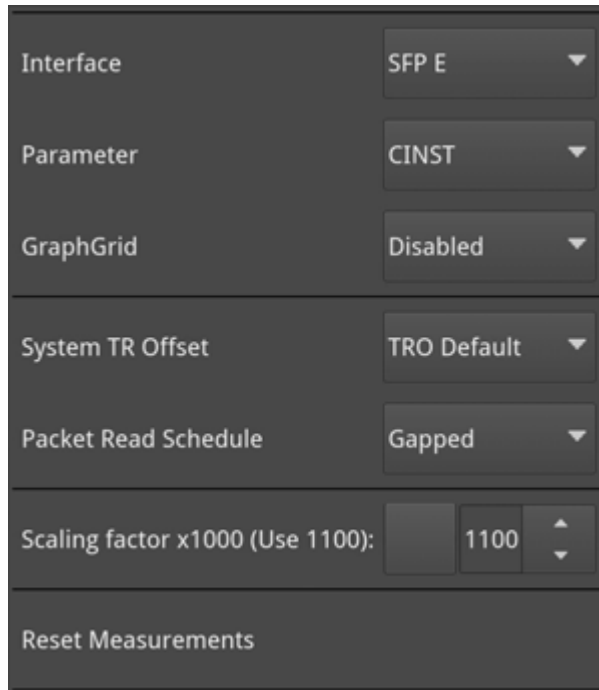 Interface SFP E
Parameter CINST
GraphGrid Disabled
System TR Offset TRO Default
Packet Read Schedule Gapped
Scaling factor x1000 (Use 1100): 1100
Reset Measurements